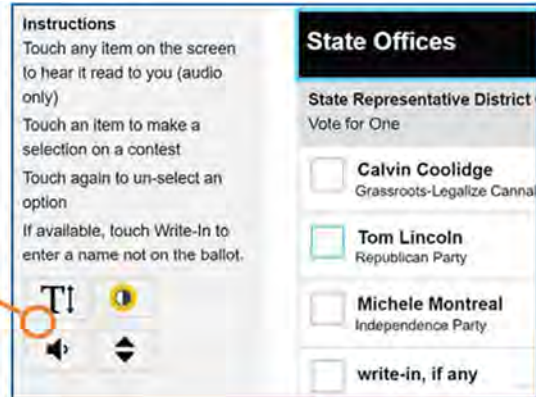 Instructions
Touch any item on the screen
to hear it read to you (audio
only)
Touch an item to make a
selection on a contest
Touch again to un-select an
option
If available, touch Write-In to
enter a name not on the ballot.
T
State Offices
State Representative District
Vote for One
Calvin Coolidge
Grassroots-Legalize
Tom Lincoln
Republican Party
Michele Montreal
Independence Party
write-in, if any